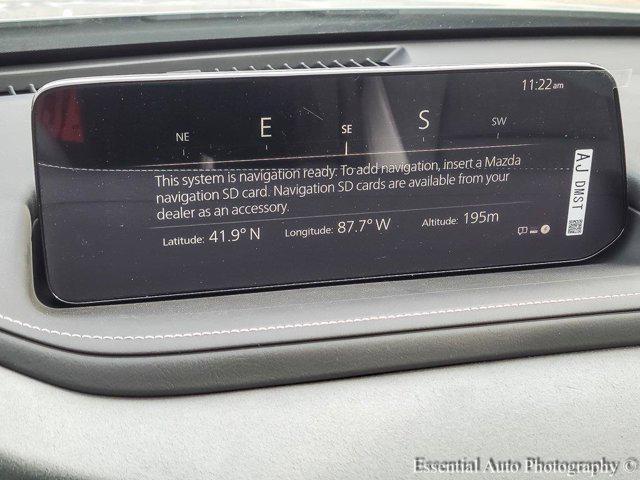 11:22am
NE E SE S SW
This system is navigation ready. To add navigation, insert a Mazda
navigation SD card. Navigation SD cards are available from your
dealer as an accessory.
Latitude: 41.9° N Longitude: 87.7° W Altitude: 195m
AJ DMST
Essential Auto Photography ©